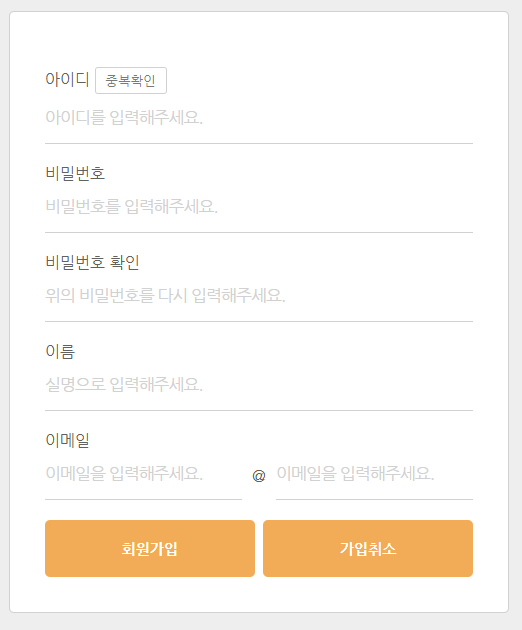 아이디 중복확인
아이디를 입력해주세요.
비밀번호
비밀번호를 입력해주세요.
비밀번호 확인
위의 비밀번호를 다시 입력해주세요.
이름
실명으로 입력해주세요.
이메일
이메일을 입력해주세요. @ 이메일을 입력해주세요.
회원가입 가입취소